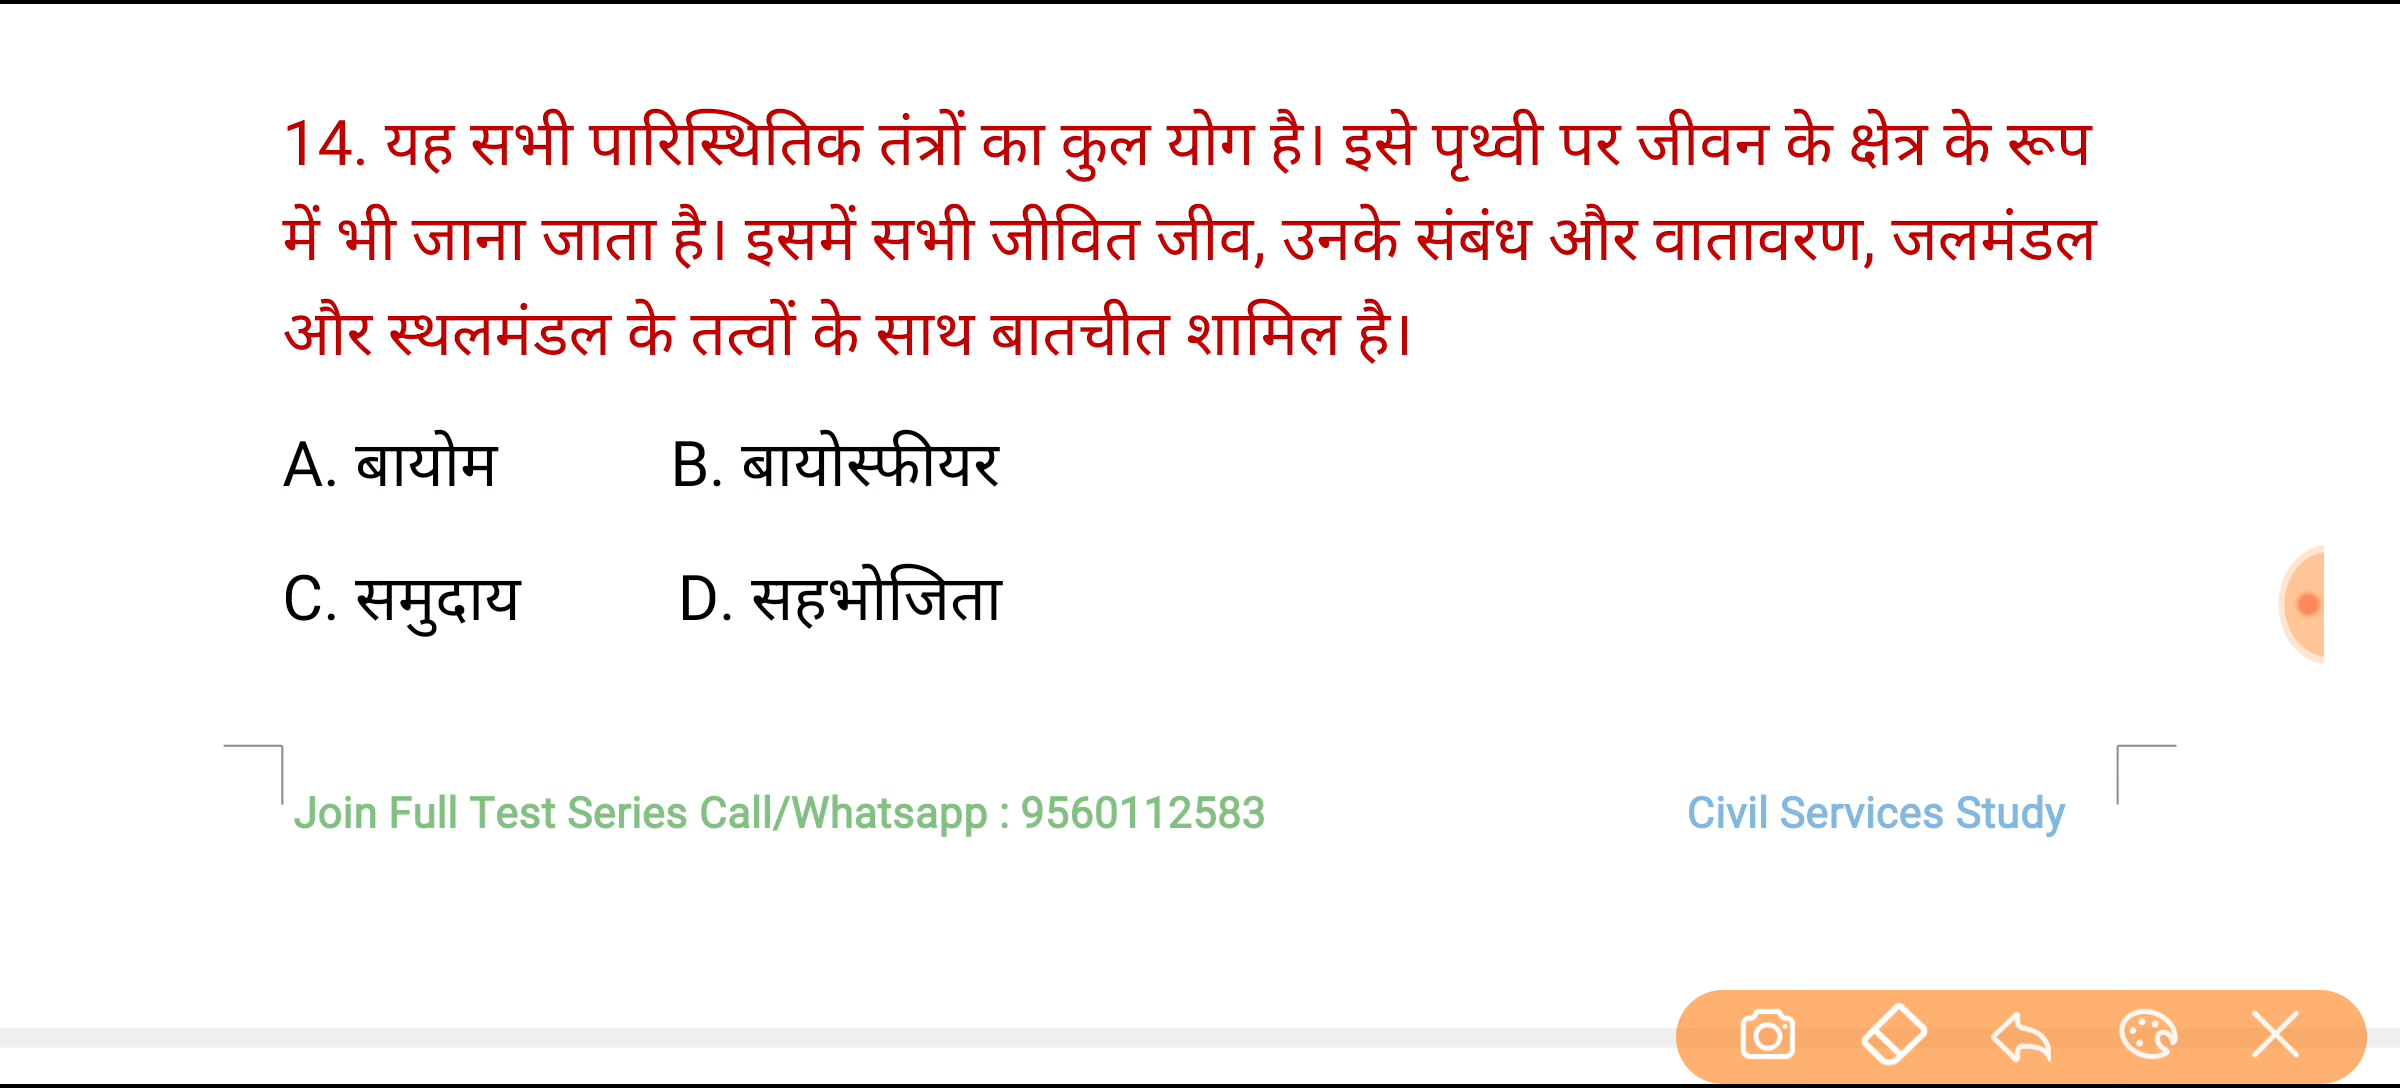 14. यह सभी पारिस्थितिक तंत्रों का कुल योग है। इसे पृथ्वी पर जीवन के क्षेत्र के रूप
में भी जाना जाता है। इसमें सभी जीवित जीव, उनके संबंध और वातावरण, जलमंडल
और स्थलमंडल के तत्वों के साथ बातचीत शामिल है।
A. बायोम B. बायोस्फीयर
C. समुदाय D. सहभोजिता
Join Full Test Series Call/Whatsapp : 9560112583 Civil Services Study